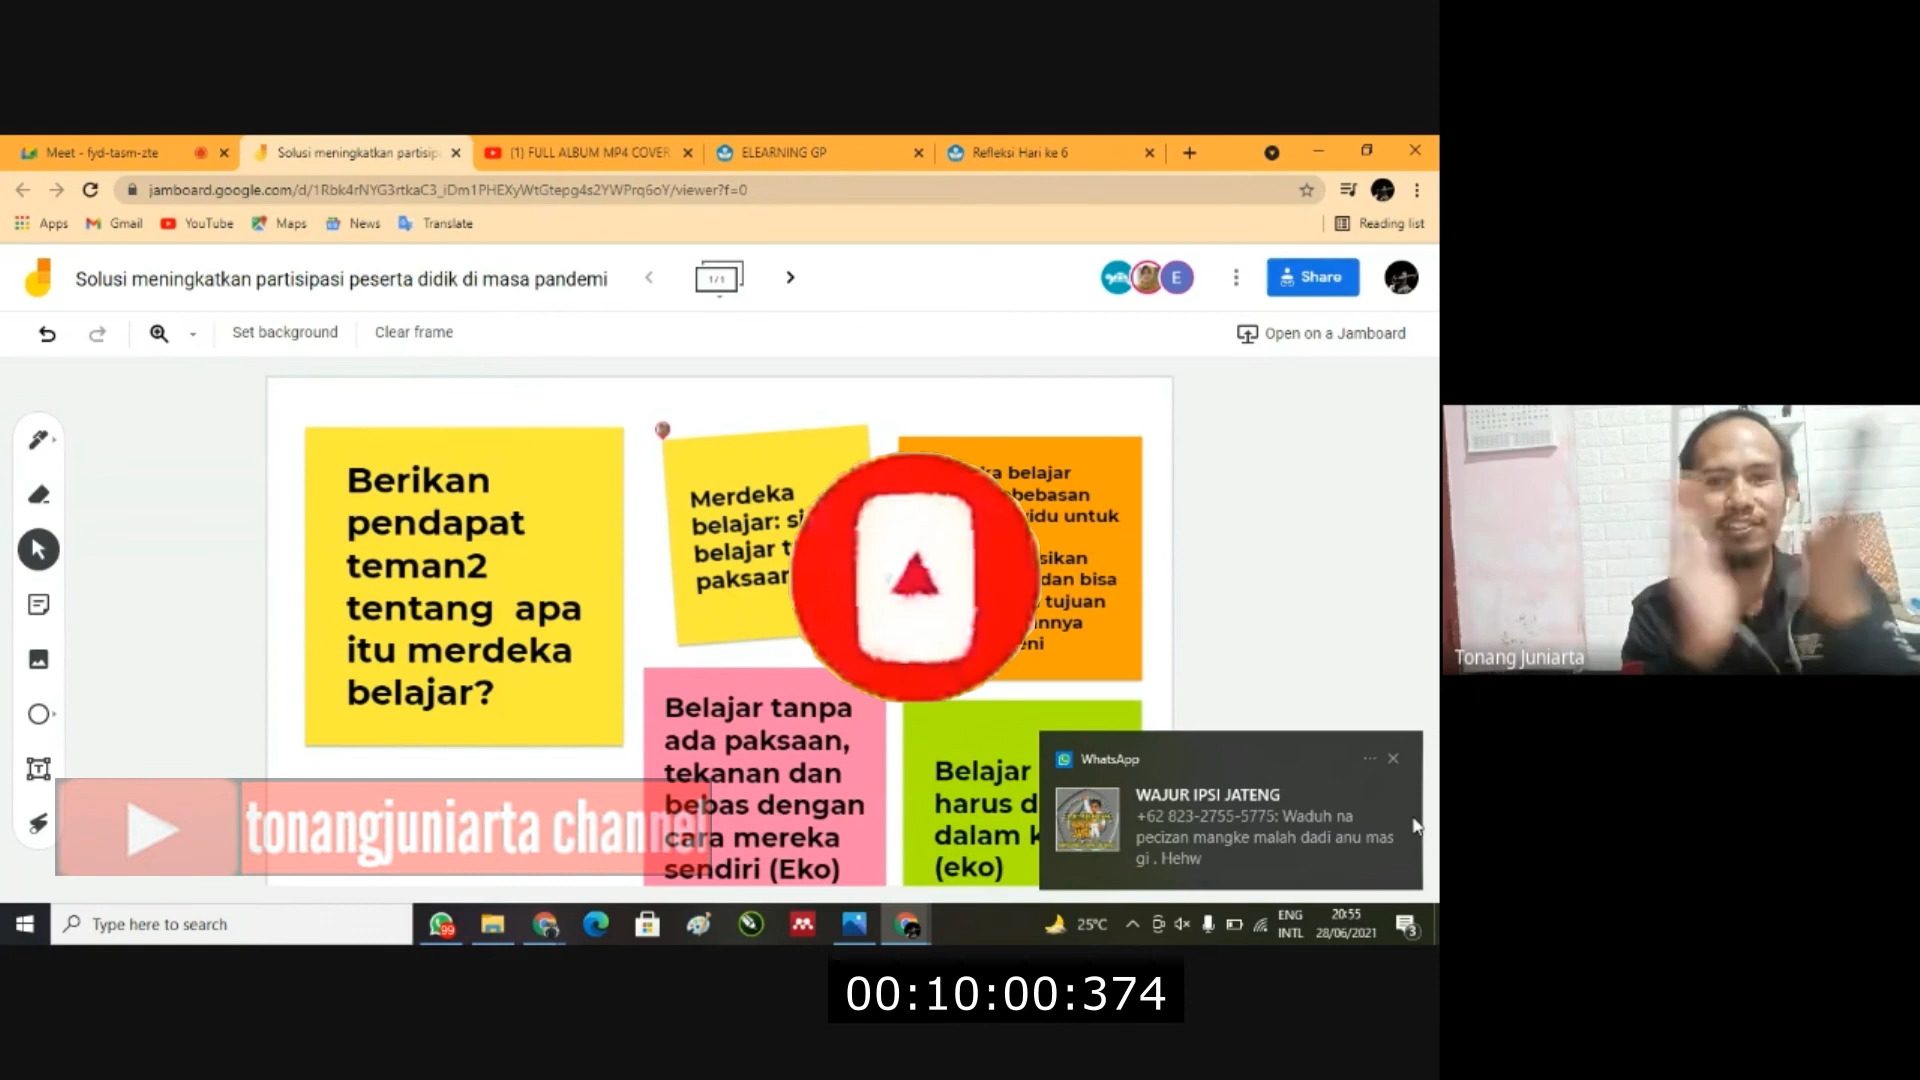 Meet - fyd-tasm-zte
Solusi meningkatkan partisip
(1) FULL ALBUM MP4 COVER
ELEARNING GP
Refleksi Hari ke 6
jamboard.google.com/d/1Rbk4rNYG3rtkaC3_iDm1PHEXyWtGtepg4s2YWPrq6oY/viewer?f=0
Apps
Gmail
YouTube
Maps
News
Translate
Reading list
Solusi meningkatkan partisipasi peserta didik di masa pandemi
1/1
E
Share
Set background
Clear frame
Open on a Jamboard
Berikan
pendapat
teman2
tentang apa
itu merdeka
belajar?
Merdeka
belajar:
belajar
belajar
untuk
dan bisa
tujuan
Belajar tanpa
ada paksaan,
tekanan dan
bebas dengan
cara mereka
sendiri (Eko)
Belajar
harus
dalam
(eko)
tonangjuniarta channel
WhatsApp
WAJUR IPSI JATENG
+62 823-2755-5775: Waduh na
pecizan mangke malah dadi anu mas
gi . Hehw
Tonang Juniarta
Type here to search
99
25°C
ENG
INTL
20:55
28/06/2021
3
00:10:00:374